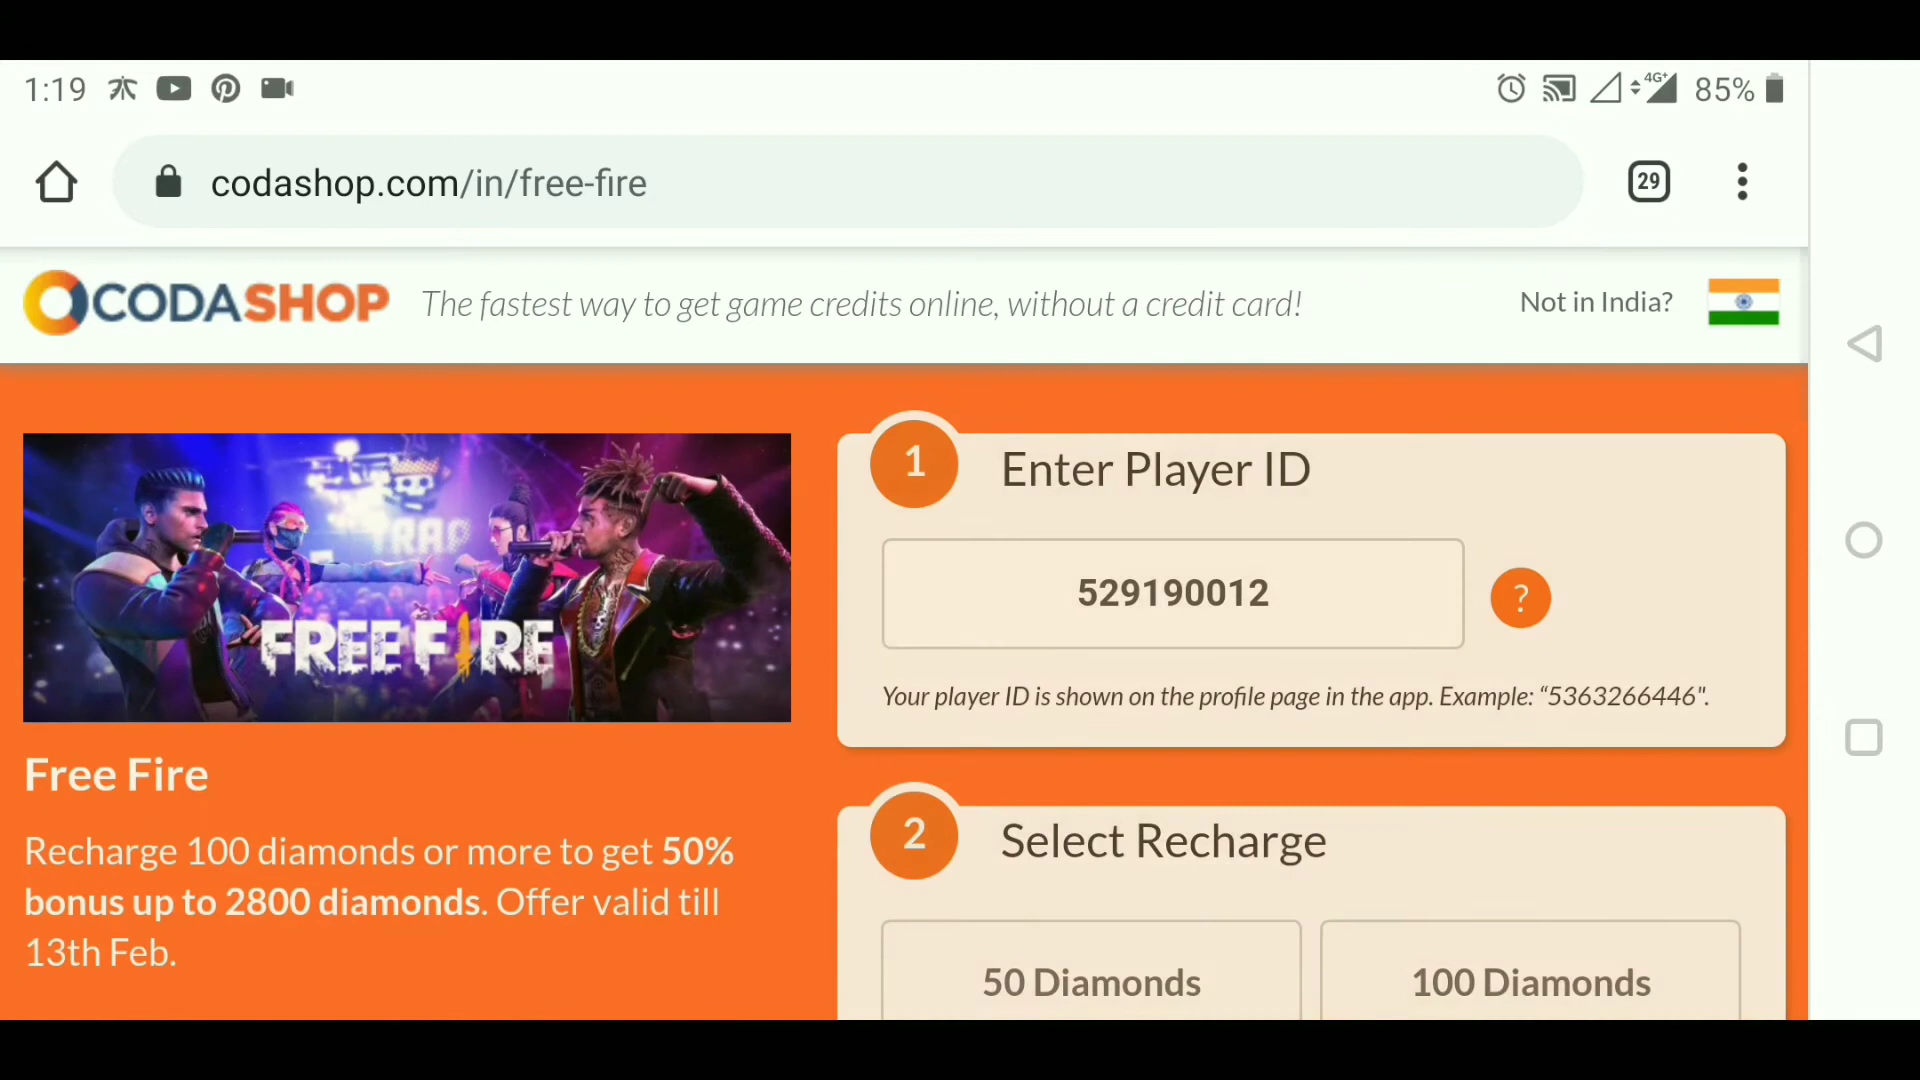 1:19
4G+
85%
codashop.com/in/free-fire
29
CODASHOP
The fastest way to get game credits online, without a credit card!
Not in India?
TRAP
FREE FIRE
Free Fire
Recharge 100 diamonds or more to get 50%
bonus up to 2800 diamonds. Offer valid till
13th Feb.
1
Enter Player ID
529190012
?
Your player ID is shown on the profile page in the app. Example: “5363266446".
2
Select Recharge
50 Diamonds
100 Diamonds